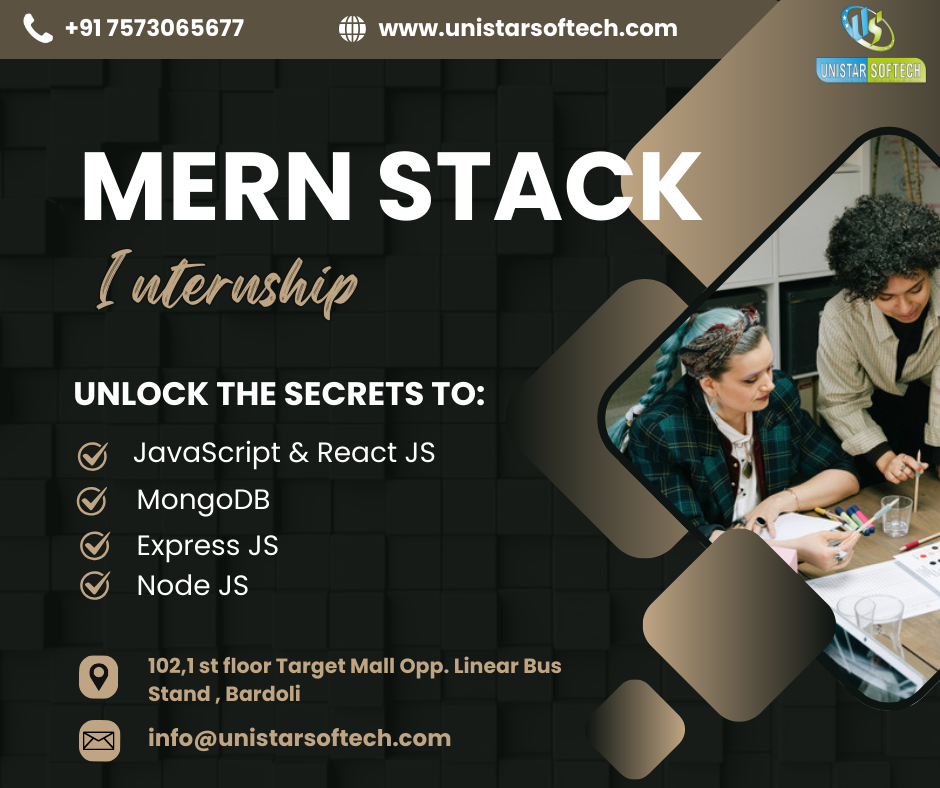 +91 7573065677
www.unistarsoftech.com
UNISTAR SOFTECH
MERN STACK
Internship
UNLOCK THE SECRETS TO:
JavaScript & React JS
MongoDB
Express JS
Node JS
102,1 st floor Target Mall Opp. Linear Bus
Stand , Bardoli
info@unistarsoftech.com